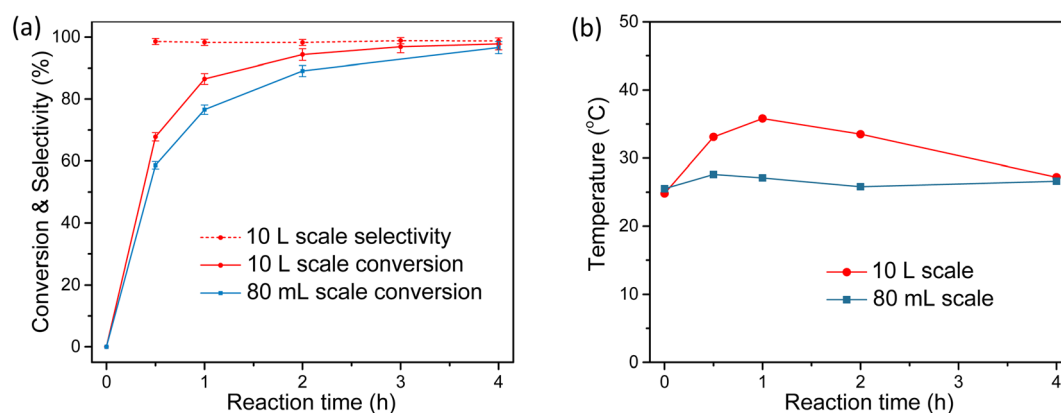 (a)
Conversion & Selectivity (%)
100
80
60
40
20
0
10 L scale selectivity
10 L scale conversion
80 mL scale conversion
0 1 2 3 4
Reaction time (h)
(b)
Temperature (°C)
50
40
30
20
10
0
10 L scale
80 mL scale
0 1 2 3 4
Reaction time (h)